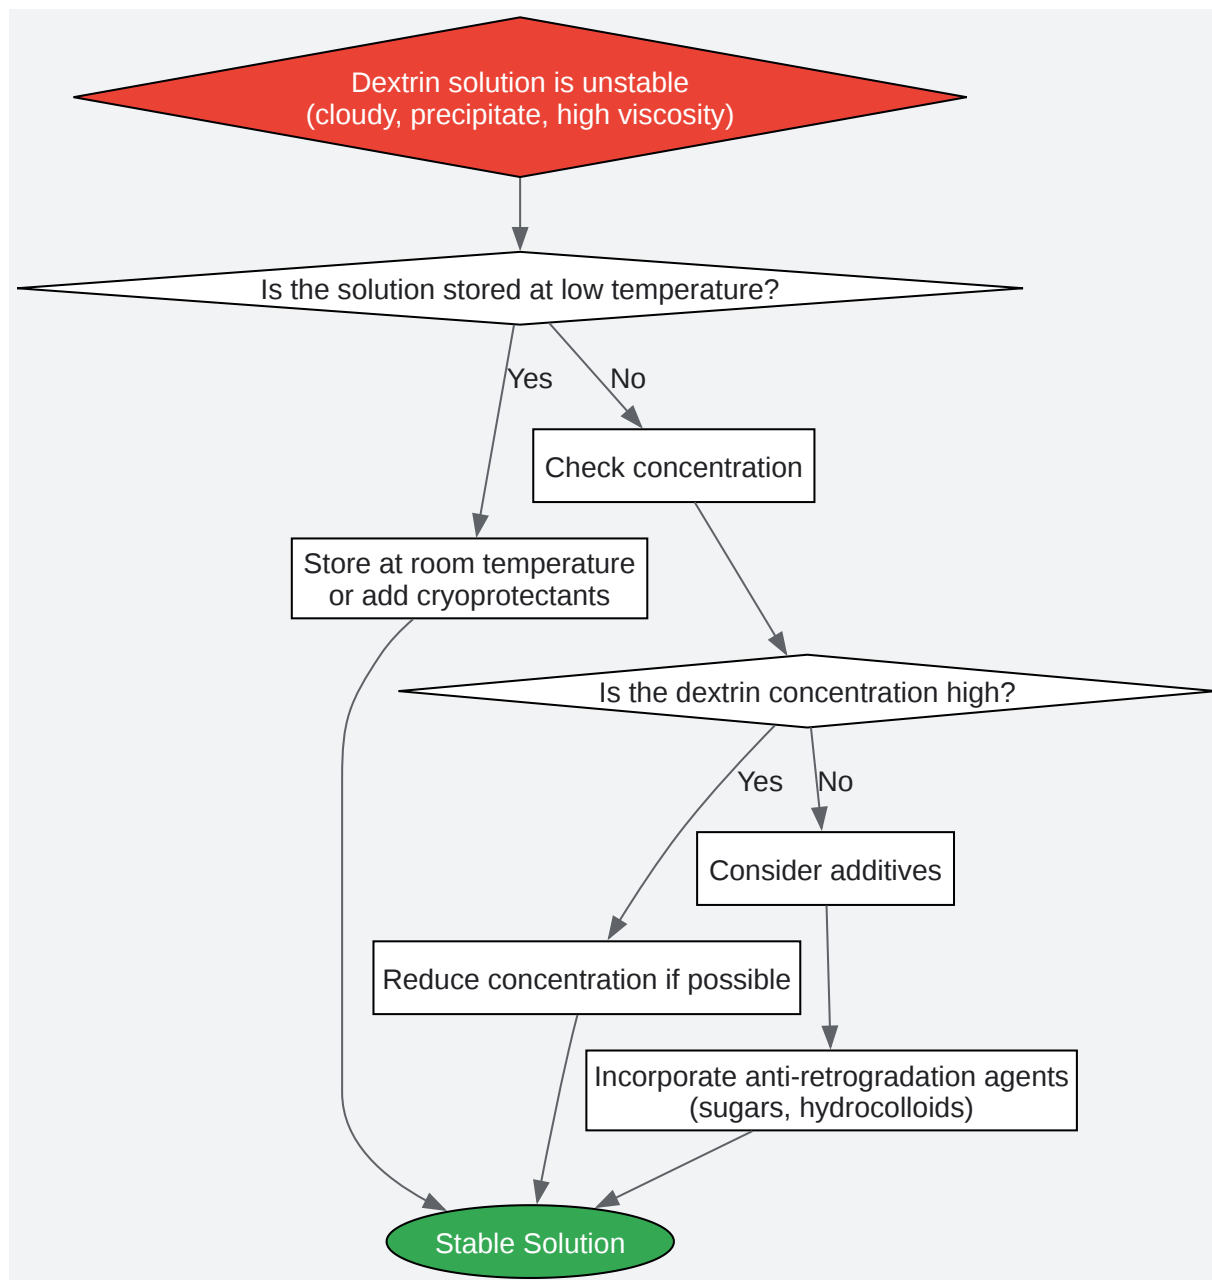 Dextrin solution is unstable
(cloudy, precipitate, high viscosity)
Is the solution stored at low temperature?
Yes
No
Check concentration
Store at room temperature
or add cryoprotectants
Is the dextrin concentration high?
Yes
No
Consider additives
Reduce concentration if possible
Incorporate anti-retrogradation agents
(sugars, hydrocolloids)
Stable Solution